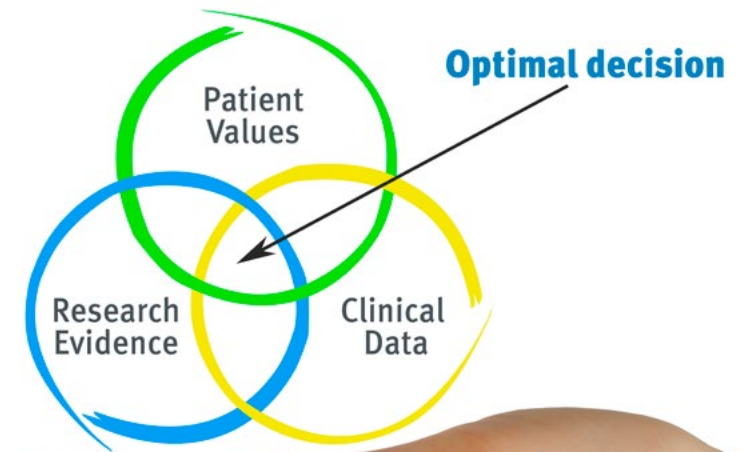 Optimal decision
Patient
Values
Research
Evidence
Clinical
Data